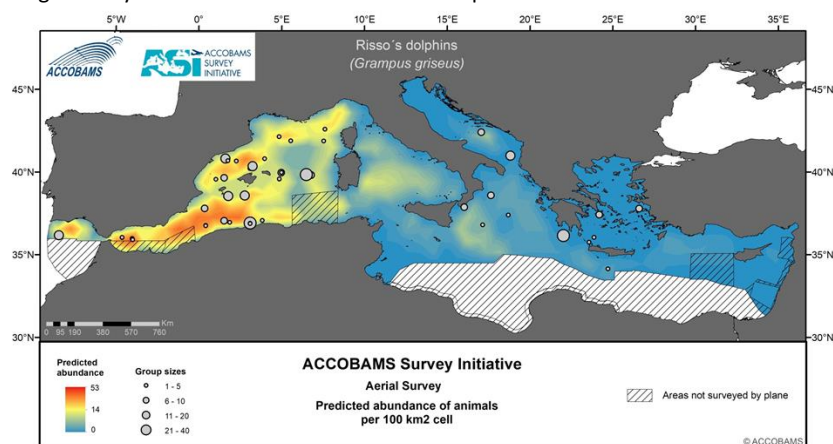 5°W 0° 5°E 10°E 15°E 20°E 25°E 30°E 35°E
ACCOBAMS
ASI ACCOBAMS
SURVEY
INITIATIVE
Risso´s dolphins
(Grampus griseus)
45°N 45°N
40°N 40°N
35°N 35°N
30°N 30°N
Km
0 95 190 380 570 760
Predicted
abundance
53
14
0
Group sizes
1 - 5
6 - 10
11 - 20
21 - 40
ACCOBAMS Survey Initiative
Aerial Survey
Predicted abundance of animals
per 100 km2 cell
Areas not surveyed by plane
© ACCOBAMS